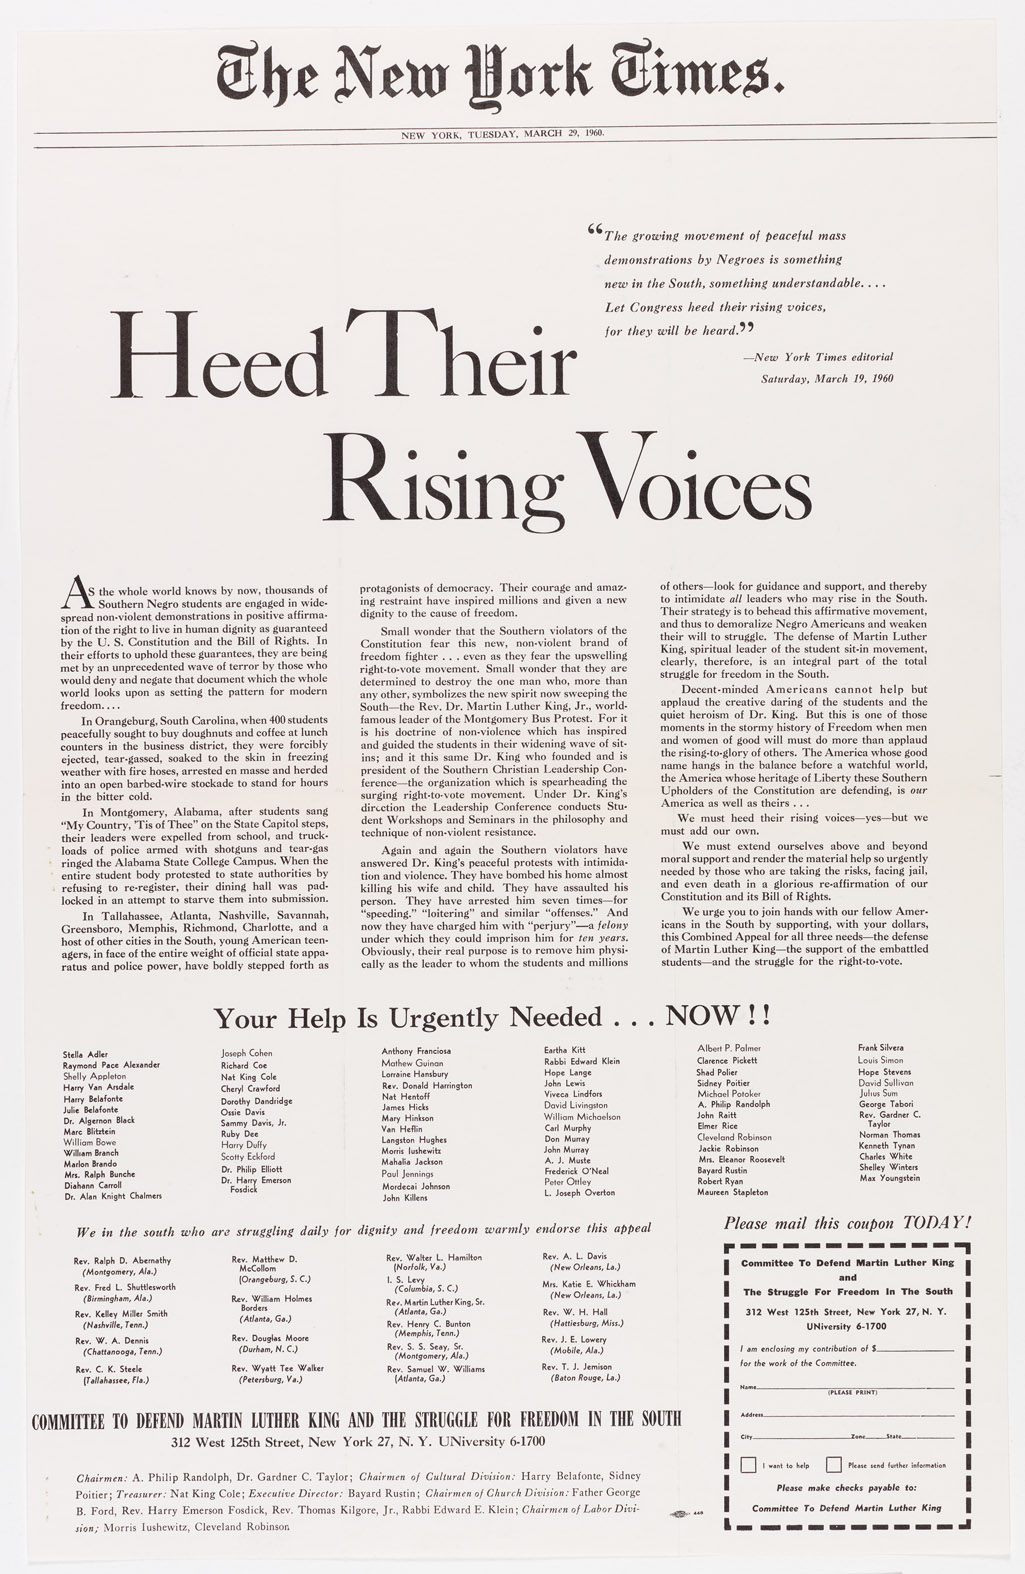 The New York Times.
NEW YORK, TUESDAY, MARCH 29, 1960.
“The growing movement of peaceful mass
demonstrations by Negroes is something
new in the South, something understandable. . . .
Let Congress heed their rising voices,
for they will be heard.”
—New York Times editorial
Saturday, March 19, 1960
Heed Their
Rising Voices
As the whole world knows by now, thousands of
Southern Negro students are engaged in wide-
spread non-violent demonstrations in positive affirma-
tion of the right to live in human dignity as guaranteed
by the U. S. Constitution and the Bill of Rights. In
their efforts to uphold these guarantees, they are being
met by an unprecedented wave of terror by those who
would deny and negate that document which the whole
world looks upon as setting the pattern for modern
freedom. . . .
In Orangeburg, South Carolina, when 400 students
peacefully sought to buy doughnuts and coffee at lunch
counters in the business district, they were forcibly
ejected, tear-gassed, soaked to the skin in freezing
weather with fire hoses, arrested en masse and herded
into an open barbed-wire stockade to stand for hours
in the bitter cold.
In Montgomery, Alabama, after students sang
“My Country, 'Tis of Thee” on the State Capitol steps,
their leaders were expelled from school, and truck-
loads of police armed with shotguns and tear-gas
ringed the Alabama State College Campus. When the
entire student body protested to state authorities by
refusing to re-register, their dining hall was pad-
locked in an attempt to starve them into submission.
In Tallahassee, Atlanta, Nashville, Savannah,
Greensboro, Memphis, Richmond, Charlotte, and a
host of other cities in the South, young American teen-
agers, in face of the entire weight of official state appa-
ratus and police power, have boldly stepped forth as
protagonists of democracy. Their courage and amaz-
ing restraint have inspired millions and given a new
dignity to the cause of freedom.
Small wonder that the Southern violators of the
Constitution fear this new, non-violent brand of
freedom fighter . . . even as they fear the upswelling
right-to-vote movement. Small wonder that they are
determined to destroy the one man who, more than
any other, symbolizes the new spirit now sweeping the
South—the Rev. Dr. Martin Luther King, Jr., world-
famous leader of the Montgomery Bus Protest. For it
is his doctrine of non-violence which has inspired
and guided the students in their widening wave of sit-
ins; and it this same Dr. King who founded and is
president of the Southern Christian Leadership Con-
ference—the organization which is spearheading the
surging right-to-vote movement. Under Dr. King's
direction the Leadership Conference conducts Stu-
dent Workshops and Seminars in the philosophy and
technique of non-violent resistance.
Again and again the Southern violators have
answered Dr. King's peaceful protests with intimida-
tion and violence. They have bombed his home almost
killing his wife and child. They have assaulted his
person. They have arrested him seven times—for
“speeding.” “loitering” and similar “offenses.” And
now they have charged him with “perjury”—a felony
under which they could imprison him for ten years.
Obviously, their real purpose is to remove him physi-
cally as the leader to whom the students and millions
of others—look for guidance and support, and thereby
to intimidate all leaders who may rise in the South.
Their strategy is to behead this affirmative movement,
and thus to demoralize Negro Americans and weaken
their will to struggle. The defense of Martin Luther
King, spiritual leader of the student sit-in movement,
clearly, therefore, is an integral part of the total
struggle for freedom in the South.
Decent-minded Americans cannot help but
applaud the creative daring of the students and the
quiet heroism of Dr. King. But this is one of those
moments in the stormy history of Freedom when men
and women of good will must do more than applaud
the rising-to-glory of others. The America whose good
name hangs in the balance before a watchful world,
the America whose heritage of Liberty these Southern
Upholders of the Constitution are defending, is our
America as well as theirs . . .
We must heed their rising voices—yes—but we
must add our own.
We must extend ourselves above and beyond
moral support and render the material help so urgently
needed by those who are taking the risks, facing jail,
and even death in a glorious re-affirmation of our
Constitution and its Bill of Rights.
We urge you to join hands with our fellow Amer-
icans in the South by supporting, with your dollars,
this Combined Appeal for all three needs—the defense
of Martin Luther King—the support of the embattled
students—and the struggle for the right-to-vote.
Your Help Is Urgently Needed . . . NOW ! !
Stella Adler
Raymond Pace Alexander
Shelly Appleton
Harry Van Arsdale
Harry Belafonte
Julie Belafonte
Dr. Algernon Black
Marc Blitztein
William Bowe
William Branch
Marlon Brando
Mrs. Ralph Bunche
Diahann Carroll
Dr. Alan Knight Chalmers
Joseph Cohen
Richard Coe
Nat King Cole
Cheryl Crawford
Dorothy Dandridge
Ossie Davis
Sammy Davis, Jr.
Ruby Dee
Harry Duffy
Scotty Eckford
Dr. Philip Elliott
Dr. Harry Emerson
Fosdick
Anthony Franciosa
Mathew Guinan
Lorraine Hansbury
Rev. Donald Harrington
Nat Hentoff
James Hicks
Mary Hinkson
Van Heflin
Langston Hughes
Morris Iushewitz
Mahalia Jackson
Paul Jennings
Mordecai Johnson
John Killens
Eartha Kitt
Rabbi Edward Klein
Hope Lange
John Lewis
Viveca Lindfors
David Livingston
William Michaelson
Carl Murphy
Don Murray
John Murray
A. J. Muste
Frederick O'Neal
Peter Ottley
L. Joseph Overton
Albert P. Palmer
Clarence Pickett
Shad Polier
Sidney Poitier
Michael Potoker
A. Philip Randolph
John Raitt
Elmer Rice
Cleveland Robinson
Jackie Robinson
Mrs. Eleanor Roosevelt
Bayard Rustin
Robert Ryan
Maureen Stapleton
Frank Silvera
Louis Simon
Hope Stevens
David Sullivan
Julius Sum
George Tabori
Rev. Gardner C.
Taylor
Norman Thomas
Kenneth Tynan
Charles White
Shelley Winters
Max Youngstein
We in the south who are struggling daily for dignity and freedom warmly endorse this appeal
Rev. Ralph D. Abernathy
(Montgomery, Ala.)
Rev. Fred L. Shuttlesworth
(Birmingham, Ala.)
Rev. Kelley Miller Smith
(Nashville, Tenn.)
Rev. W. A. Dennis
(Chattanooga, Tenn.)
Rev. C. K. Steele
(Tallahassee, Fla.)
Rev. Matthew D.
McCollom
(Orangeburg, S. C.)
Rev. William Holmes
Borders
(Atlanta, Ga.)
Rev. Douglas Moore
(Durham, N. C.)
Rev. Wyatt Tee Walker
(Petersburg, Va.)
Rev. Walter L. Hamilton
(Norfolk, Va.)
I. S. Levy
(Columbia, S. C.)
Rev. Martin Luther King, Sr.
(Atlanta, Ga.)
Rev. Henry C. Bunton
(Memphis, Tenn.)
Rev. S. S. Seay, Sr.
(Montgomery, Ala.)
Rev. Samuel W. Williams
(Atlanta, Ga.)
Rev. A. L. Davis
(New Orleans, La.)
Mrs. Katie E. Whickham
(New Orleans, La.)
Rev. W. H. Hall
(Hattiesburg, Miss.)
Rev. J. E. Lowery
(Mobile, Ala.)
Rev. T. J. Jemison
(Baton Rouge, La.)
COMMITTEE TO DEFEND MARTIN LUTHER KING AND THE STRUGGLE FOR FREEDOM IN THE SOUTH
312 West 125th Street, New York 27, N. Y. UNiversity 6-1700
Chairmen: A. Philip Randolph, Dr. Gardner C. Taylor; Chairmen of Cultural Division: Harry Belafonte, Sidney
Poitier; Treasurer: Nat King Cole; Executive Director: Bayard Rustin; Chairmen of Church Division: Father George
B. Ford, Rev. Harry Emerson Fosdick, Rev. Thomas Kilgore, Jr., Rabbi Edward E. Klein; Chairmen of Labor Divi-
sion; Morris Iushewitz, Cleveland Robinson
Please mail this coupon TODAY!
Committee To Defend Martin Luther King
and
The Struggle For Freedom In The South
312 West 125th Street, New York 27, N. Y.
UNiversity 6-1700
I am enclosing my contribution of $
for the work of the Committee.
Name
(PLEASE PRINT)
Address
City Zone State
I want to help Please send further information
Please make checks payable to:
Committee To Defend Martin Luther King